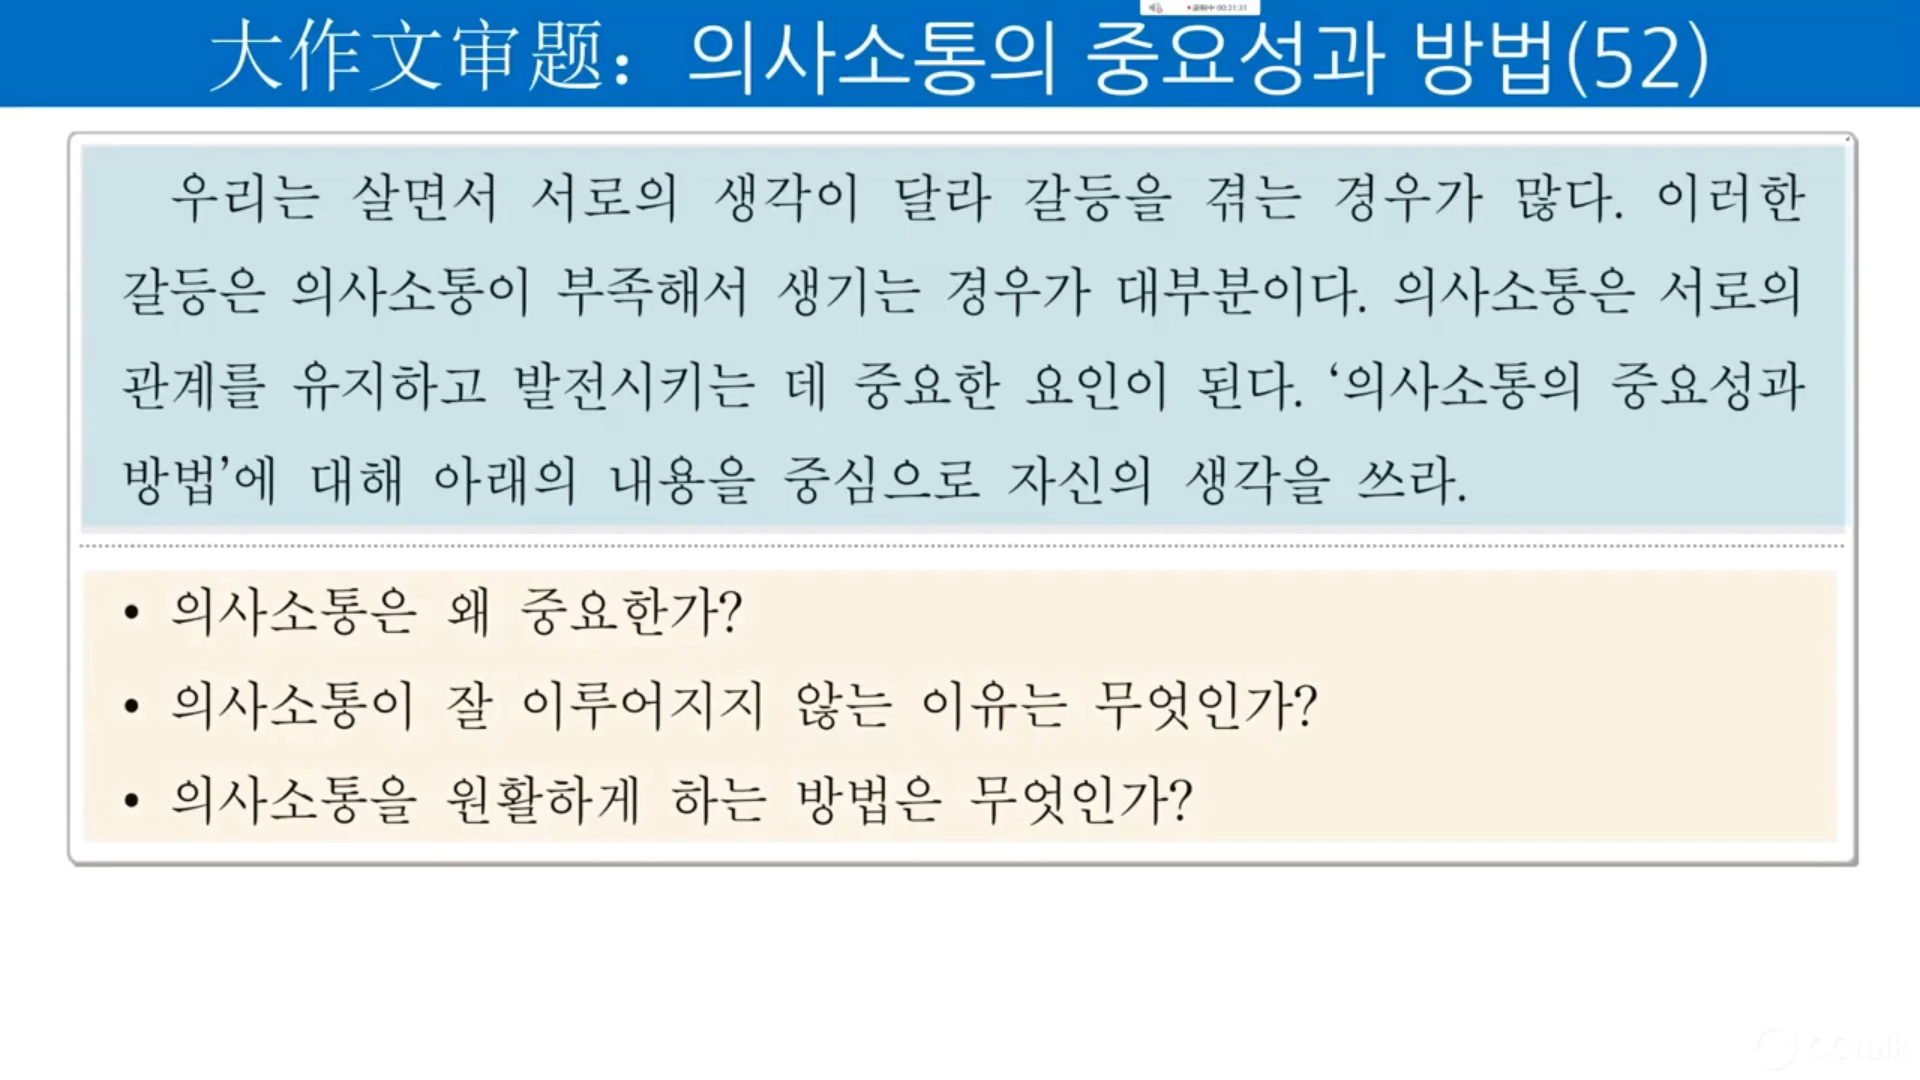 录制中 00:31:31
大作文审题：의사소통의 중요성과 방법(52)
우리는 살면서 서로의 생각이 달라 갈등을 겪는 경우가 많다. 이러한
갈등은 의사소통이 부족해서 생기는 경우가 대부분이다. 의사소통은 서로의
관계를 유지하고 발전시키는 데 중요한 요인이 된다. ‘의사소통의 중요성과
방법’에 대해 아래의 내용을 중심으로 자신의 생각을 쓰라.
• 의사소통은 왜 중요한가?
• 의사소통이 잘 이루어지지 않는 이유는 무엇인가?
• 의사소통을 원활하게 하는 방법은 무엇인가?
CCtalk